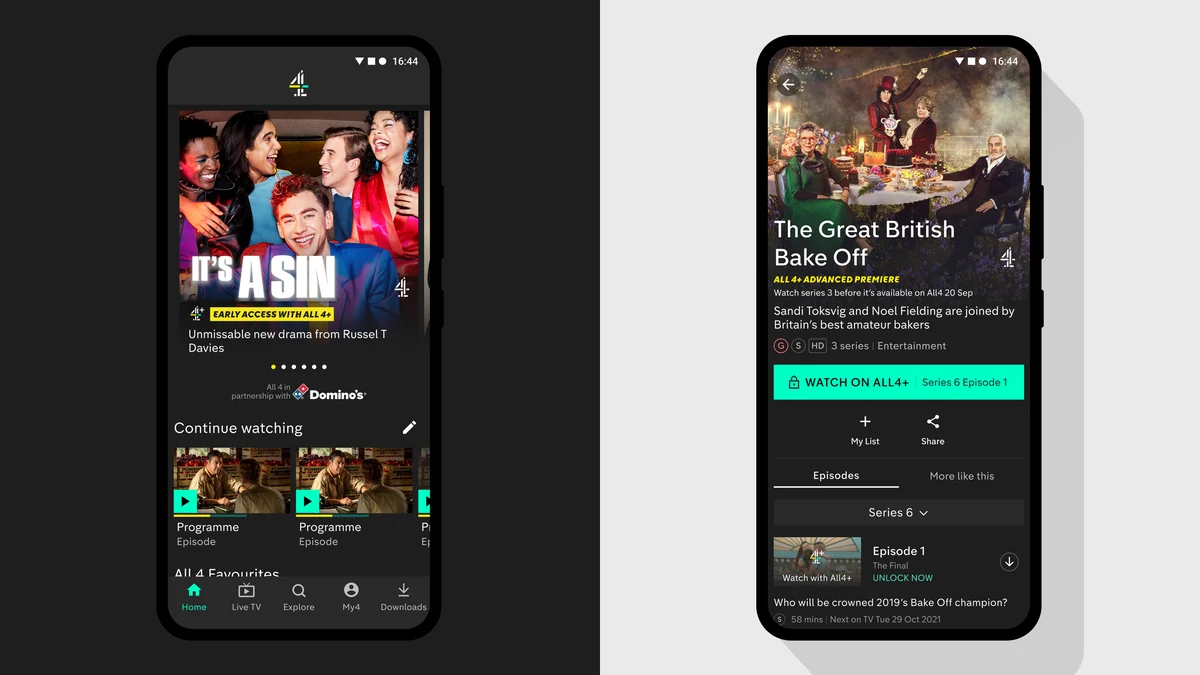 16:44
IT'S A SIN
4+ EARLY ACCESS WITH ALL 4+
Unmissable new drama from Russel T
Davies
All 4 in
partnership with Domino's
Continue watching
Programme
Episode
Programme
Episode
All 4 Favourites
Home
Live TV
Explore
My4
Downloads
16:44
The Great British
Bake Off
ALL 4+ ADVANCED PREMIERE
Watch series 3 before it's available on All4 20 Sep
Sandi Toksvig and Noel Fielding are joined by
Britain's best amateur bakers
G S HD 3 series | Entertainment
WATCH ON ALL4+ | Series 6 Episode 1
My List
Share
Episodes
More like this
Series 6
4+
Watch with All4+
Episode 1
The Final
UNLOCK NOW
Who will be crowned 2019's Bake Off champion?
S 58 mins | Next on TV Tue 29 Oct 2021